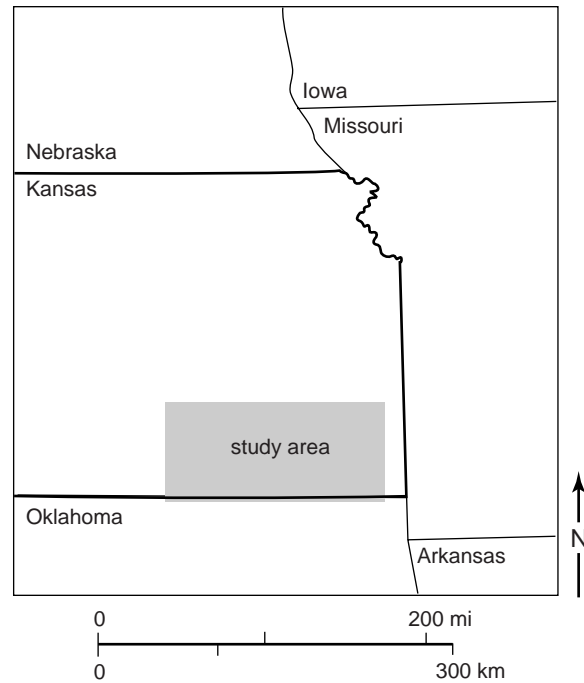 Iowa
Missouri
Nebraska
Kansas
study area
Oklahoma
N
Arkansas
0 200 mi
0 300 km